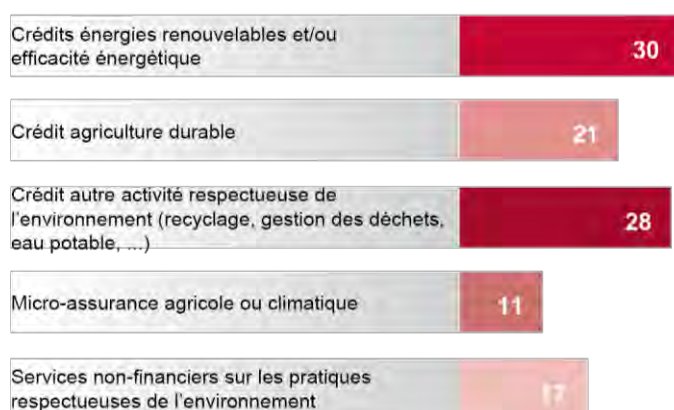 Crédits énergies renouvelables et/ou
efficacité énergétique
30
Crédit agriculture durable
21
Crédit autre activité respectueuse de
l'environnement (recyclage, gestion des déchets,
eau potable, ...)
28
Micro-assurance agricole ou climatique
11
Services non-financiers sur les pratiques
respectueuses de l'environnement
17